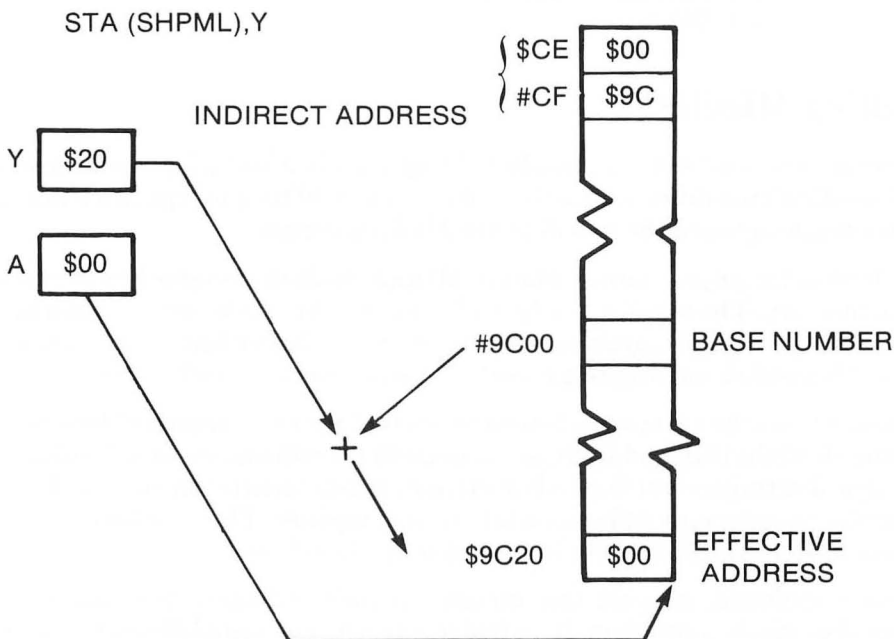 STA (SHPML),Y
$CE $00
#CF $9C
INDIRECT ADDRESS
Y $20
A $00
#9C00 BASE NUMBER
+
$9C20 $00 EFFECTIVE
ADDRESS